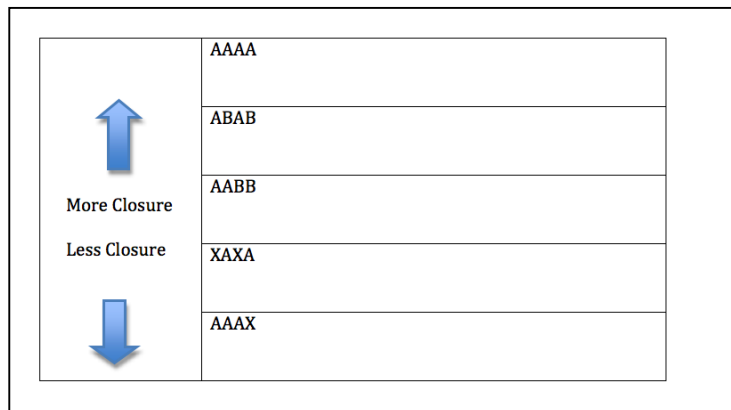 AAAA
ABAB
AABB
More Closure
Less Closure
XAXA
AAAX